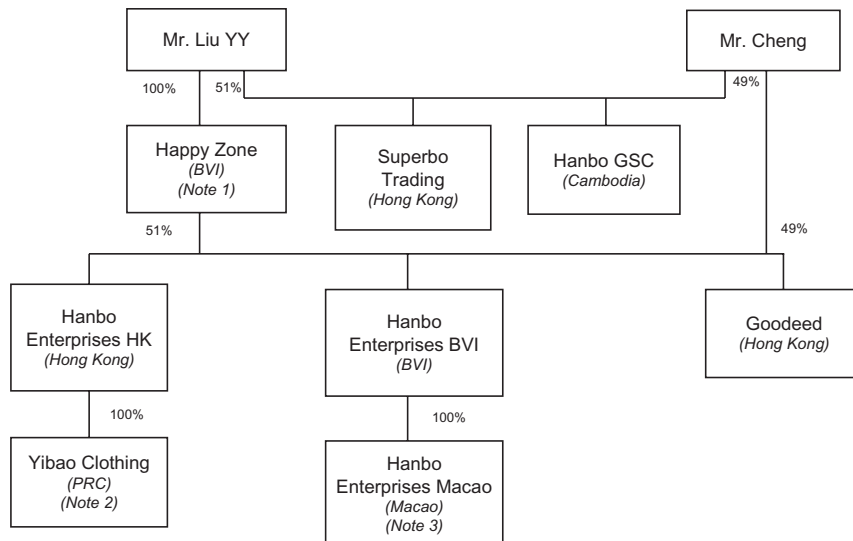 Mr. Liu YY
Mr. Cheng
100%
51%
49%
Happy Zone
(BVI)
(Note 1)
Superbo
Trading
(Hong Kong)
Hanbo GSC
(Cambodia)
51%
49%
Hanbo
Enterprises HK
(Hong Kong)
Hanbo
Enterprises BVI
(BVI)
Goodeed
(Hong Kong)
100%
100%
Yibao Clothing
(PRC)
(Note 2)
Hanbo
Enterprises Macao
(Macao)
(Note 3)